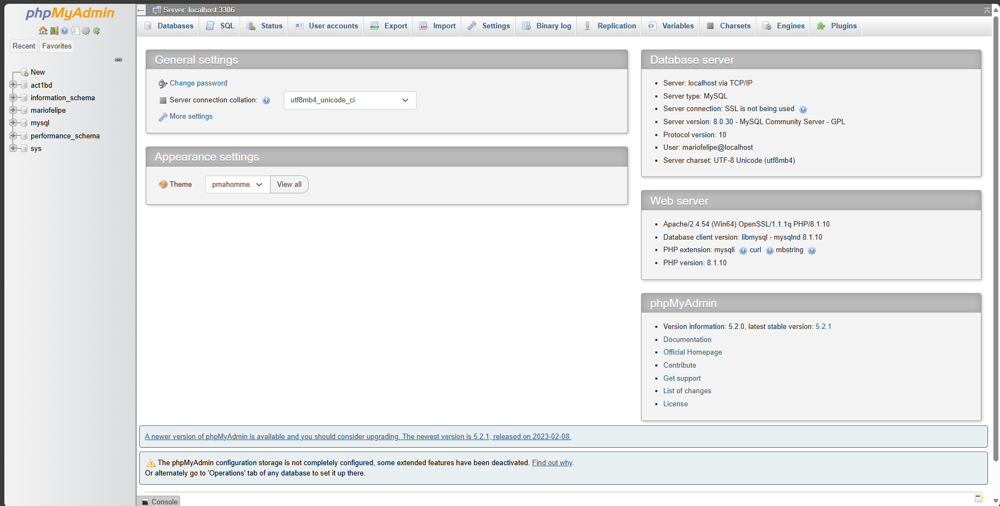 phpMyAdmin
Recent Favorites
New
act1bd
information_schema
mariofelipe
mysql
performance_schema
sys
Server: localhost:3306
Databases SQL Status User accounts Export Import Settings Binary log Replication Variables Charsets Engines Plugins
General settings
Change password
Server connection collation: utf8mb4_unicode_ci
More settings
Appearance settings
Theme pmahomme View all
Database server
Server: localhost via TCP/IP
Server type: MySQL
Server connection: SSL is not being used
Server version: 8.0.30 - MySQL Community Server - GPL
Protocol version: 10
User: mariofelipe@localhost
Server charset: UTF-8 Unicode (utf8mb4)
Web server
Apache/2.4.54 (Win64) OpenSSL/1.1.1q PHP/8.1.10
Database client version: libmysql - mysqlnd 8.1.10
PHP extension: mysqli curl mbstring
PHP version: 8.1.10
phpMyAdmin
Version information: 5.2.0, latest stable version: 5.2.1
Documentation
Official Homepage
Contribute
Get support
List of changes
License
A newer version of phpMyAdmin is available and you should consider upgrading. The newest version is 5.2.1, released on 2023-02-08.
The phpMyAdmin configuration storage is not completely configured, some extended features have been deactivated. Find out why.
Or alternately go to 'Operations' tab of any database to set it up there.
Console